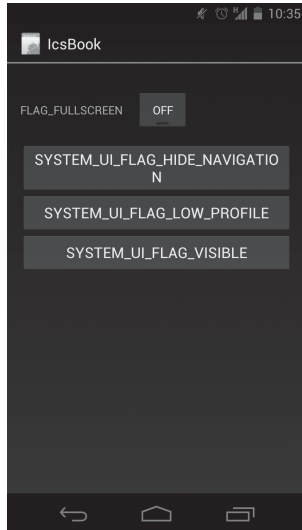 10:35
IcsBook
FLAG_FULLSCREEN OFF
SYSTEM_UI_FLAG_HIDE_NAVIGATIO
N
SYSTEM_UI_FLAG_LOW_PROFILE
SYSTEM_UI_FLAG_VISIBLE